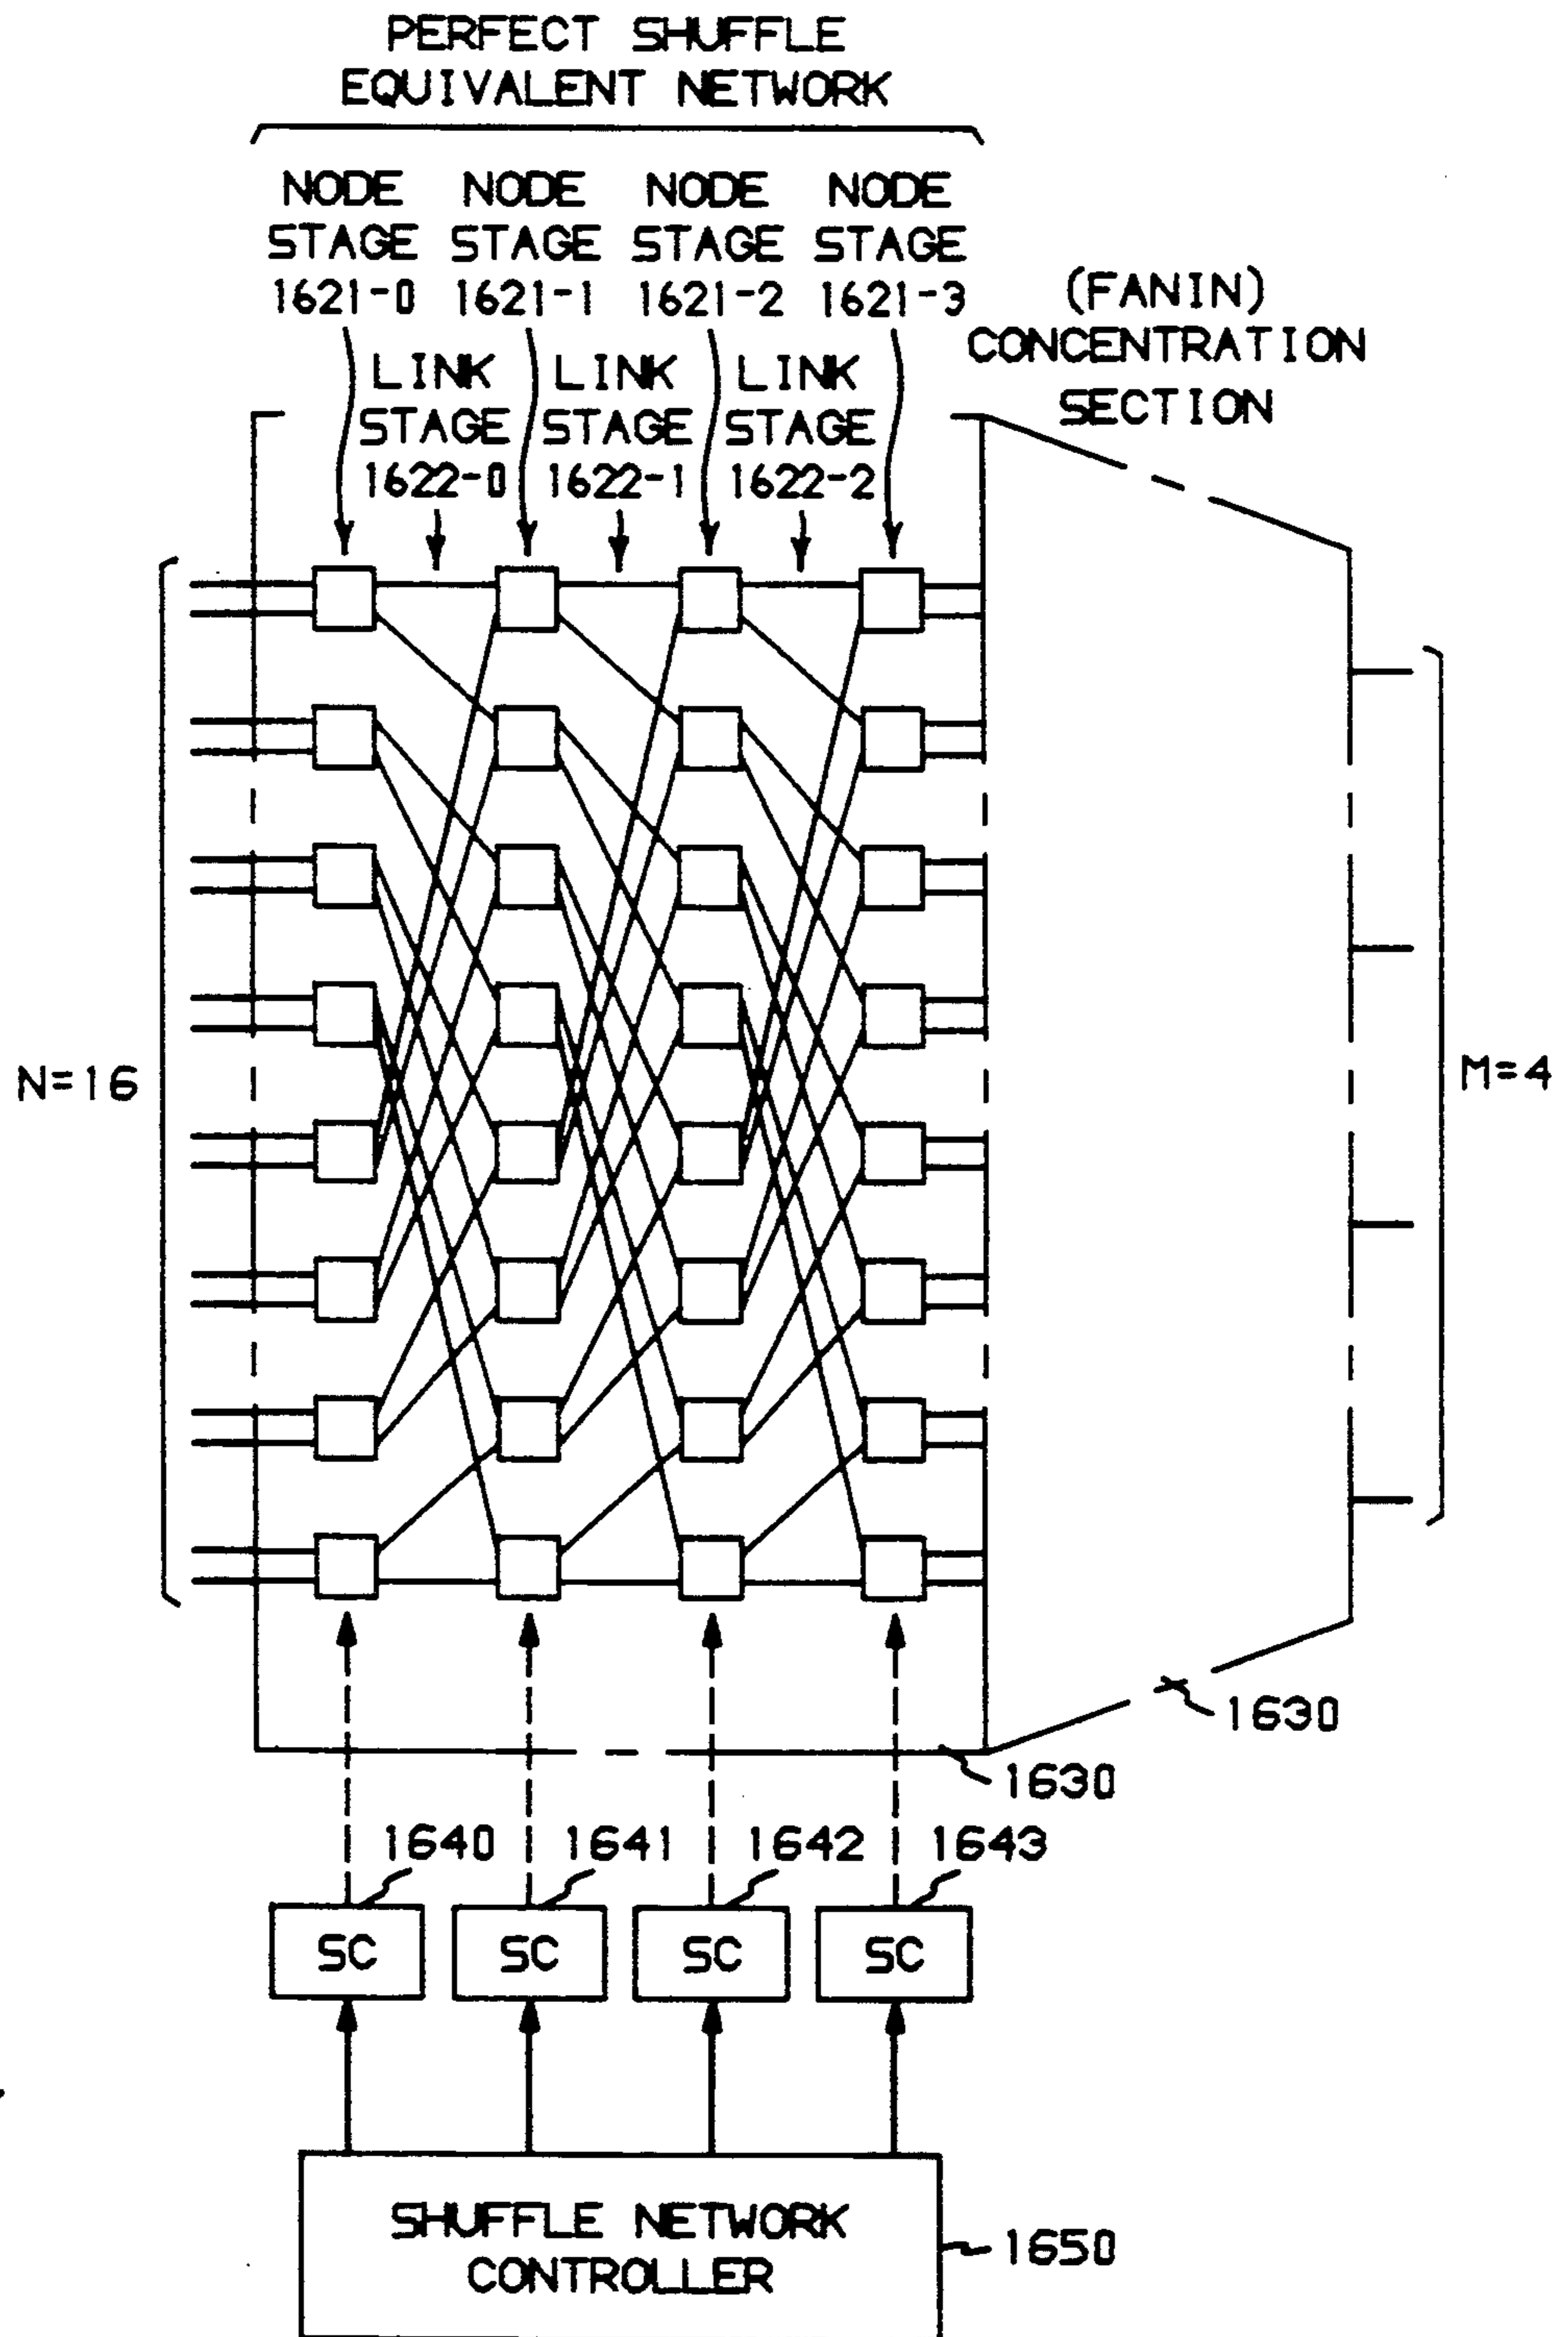 PERFECT SHUFFLE
EQUIVALENT NETWORK
NODE NODE NODE NODE
STAGE STAGE STAGE STAGE
1621-0 1621-1 1621-2 1621-3
(FANIN)
CONCENTRATION
SECTION
LINK LINK LINK
STAGE STAGE STAGE
1622-0 1622-1 1622-2
N=16
M=4
1630
1630
1640 1641 1642 1643
SC SC SC SC
SHUFFLE NETWORK
CONTROLLER
1650